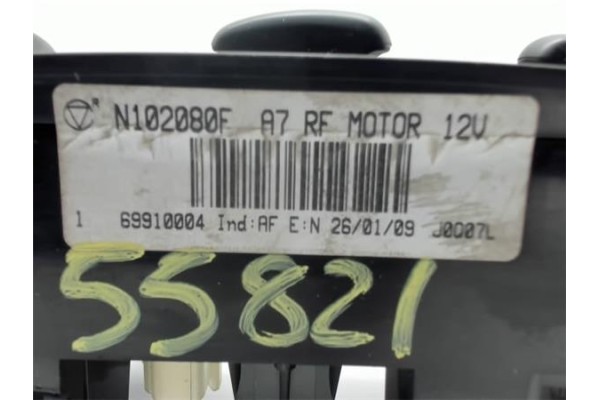 N102080F A7 RF MOTOR 12V
1 69910004 Ind:AF E:N 26/01/09 J0007L
55821